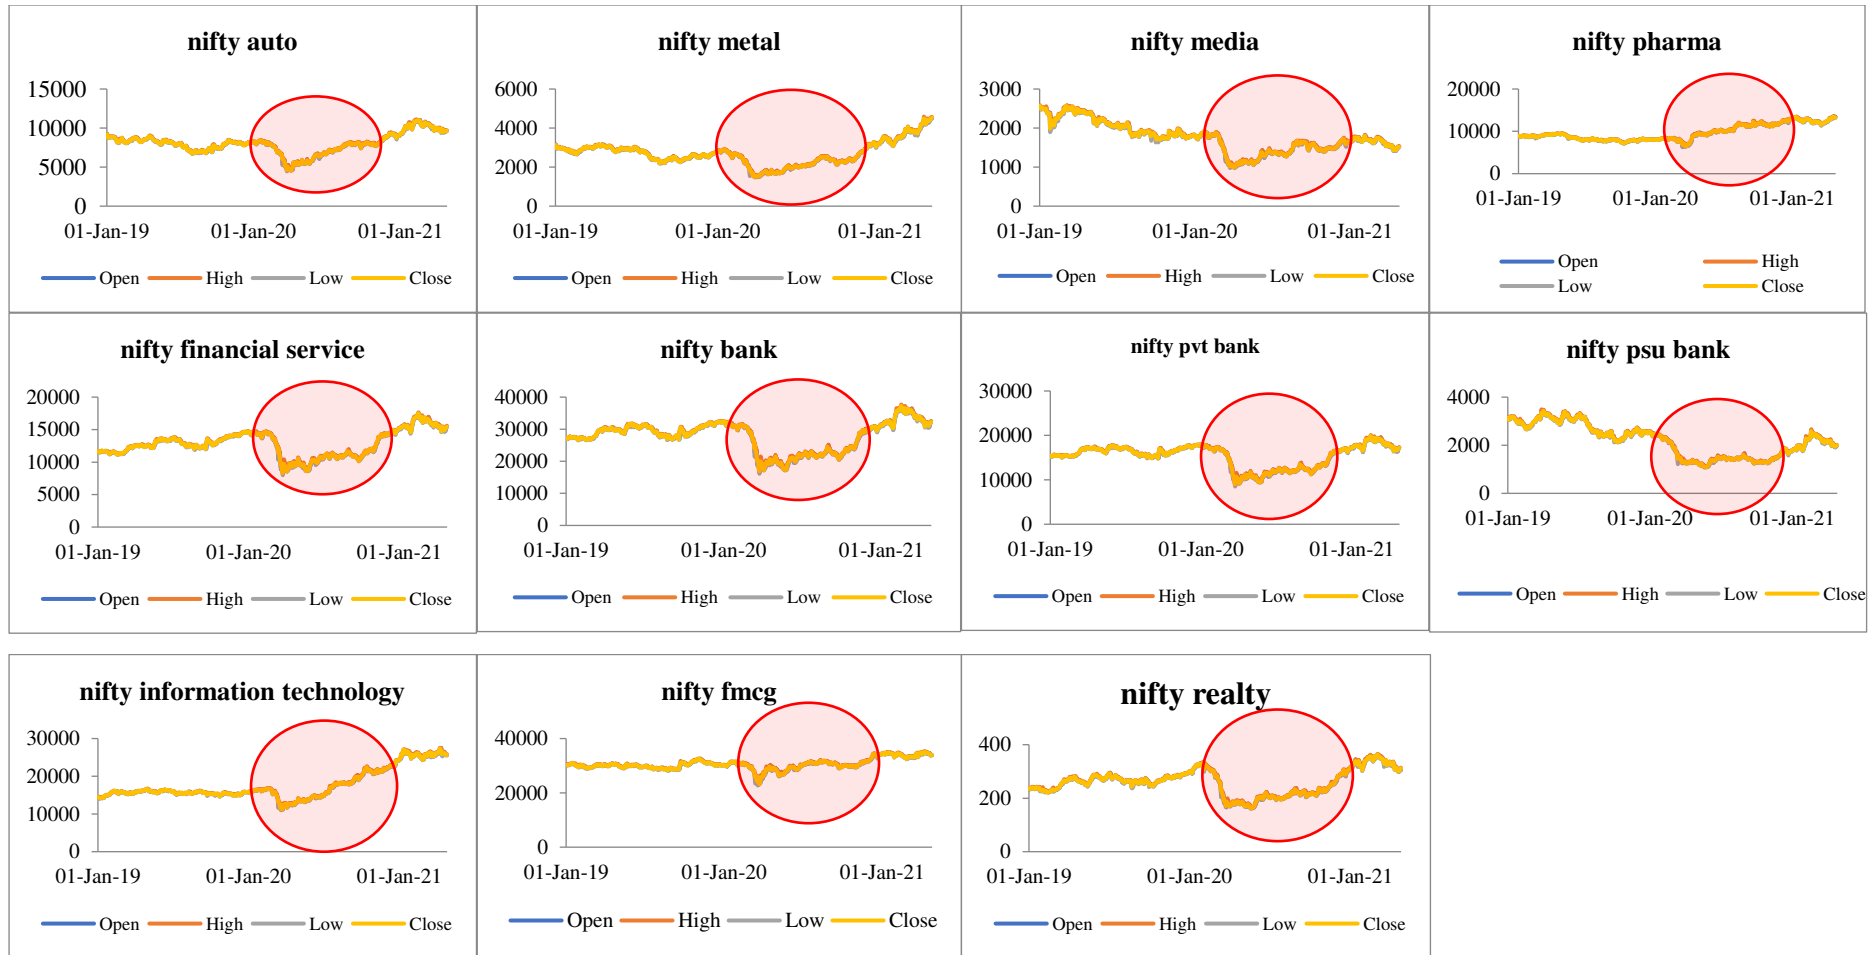 nifty auto
15000
10000
5000
0
01-Jan-19 01-Jan-20 01-Jan-21
Open High Low Close
nifty metal
6000
4000
2000
0
01-Jan-19 01-Jan-20 01-Jan-21
Open High Low Close
nifty media
3000
2000
1000
0
01-Jan-19 01-Jan-20 01-Jan-21
Open High Low Close
nifty pharma
20000
10000
0
01-Jan-19 01-Jan-20 01-Jan-21
Open High
Low Close
nifty financial service
20000
15000
10000
5000
0
01-Jan-19 01-Jan-20 01-Jan-21
Open High Low Close
nifty bank
40000
30000
20000
10000
0
01-Jan-19 01-Jan-20 01-Jan-21
Open High Low Close
nifty pvt bank
30000
20000
10000
0
01-Jan-19 01-Jan-20 01-Jan-21
Open High Low Close
nifty psu bank
4000
2000
0
01-Jan-19 01-Jan-20 01-Jan-21
Open High Low Close
nifty information technology
30000
20000
10000
0
01-Jan-19 01-Jan-20 01-Jan-21
Open High Low Close
nifty fmcg
40000
20000
0
01-Jan-19 01-Jan-20 01-Jan-21
Open High Low Close
nifty realty
400
200
0
01-Jan-19 01-Jan-20 01-Jan-21
Open High Low Close